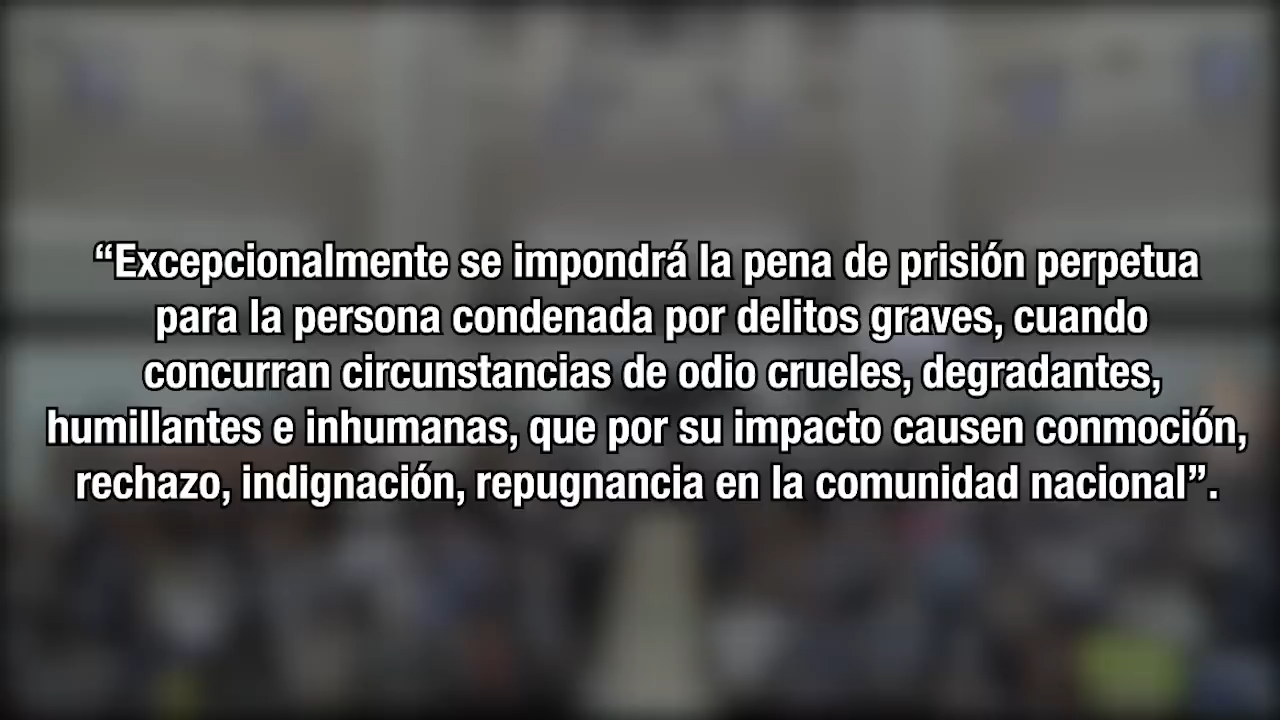 “Excepcionalmente se impondrá la pena de prisión perpetua
para la persona condenada por delitos graves, cuando
concurran circunstancias de odio crueles, degradantes,
humillantes e inhumanas, que por su impacto causen conmoción,
rechazo, indignación, repugnancia en la comunidad nacional”.